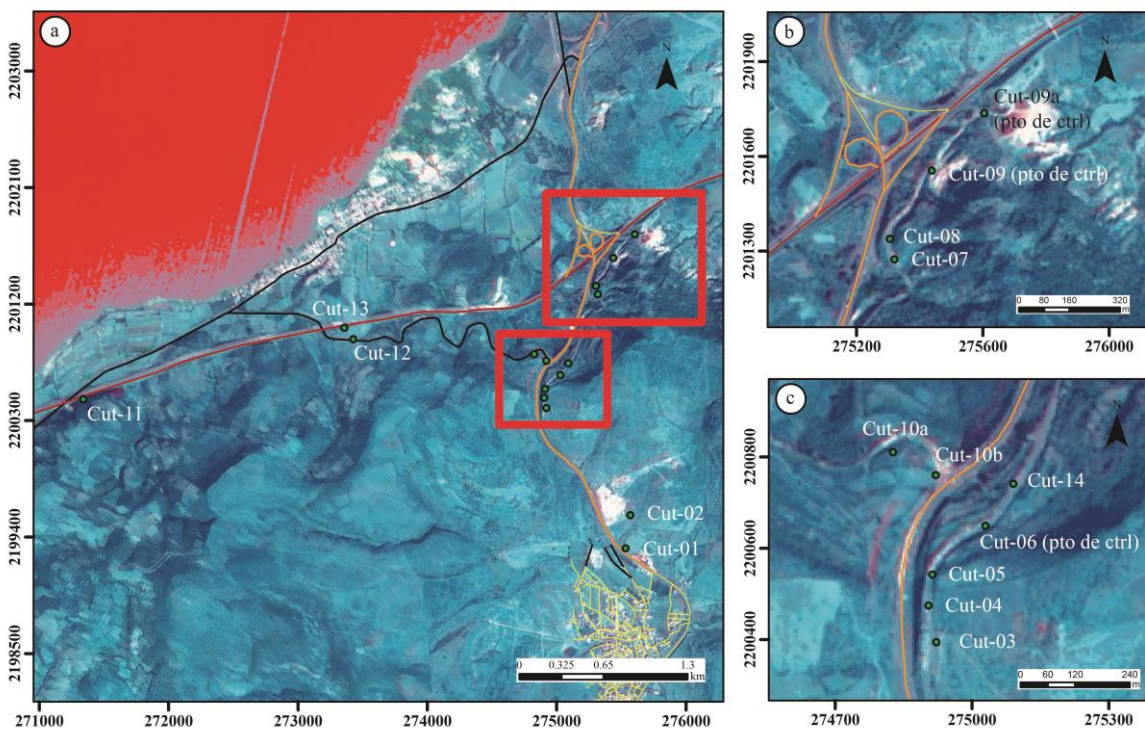 a
N
2203000
2202100
2201200
2200300
2199400
2198500
Cut-13
Cut-12
Cut-11
Cut-02
Cut-01
0 0.325 0.65 1.3
km
271000 272000 273000 274000 275000 276000
b
N
2201900
2201600
2201300
Cut-09a
(pto de ctrl)
Cut-09 (pto de ctrl)
Cut-08
Cut-07
0 80 160 320
m
275200 275600 276000
c
N
2200800
2200600
2200400
Cut-10a
Cut-10b
Cut-14
Cut-06 (pto de ctrl)
Cut-05
Cut-04
Cut-03
0 60 120 240
m
274700 275000 275300